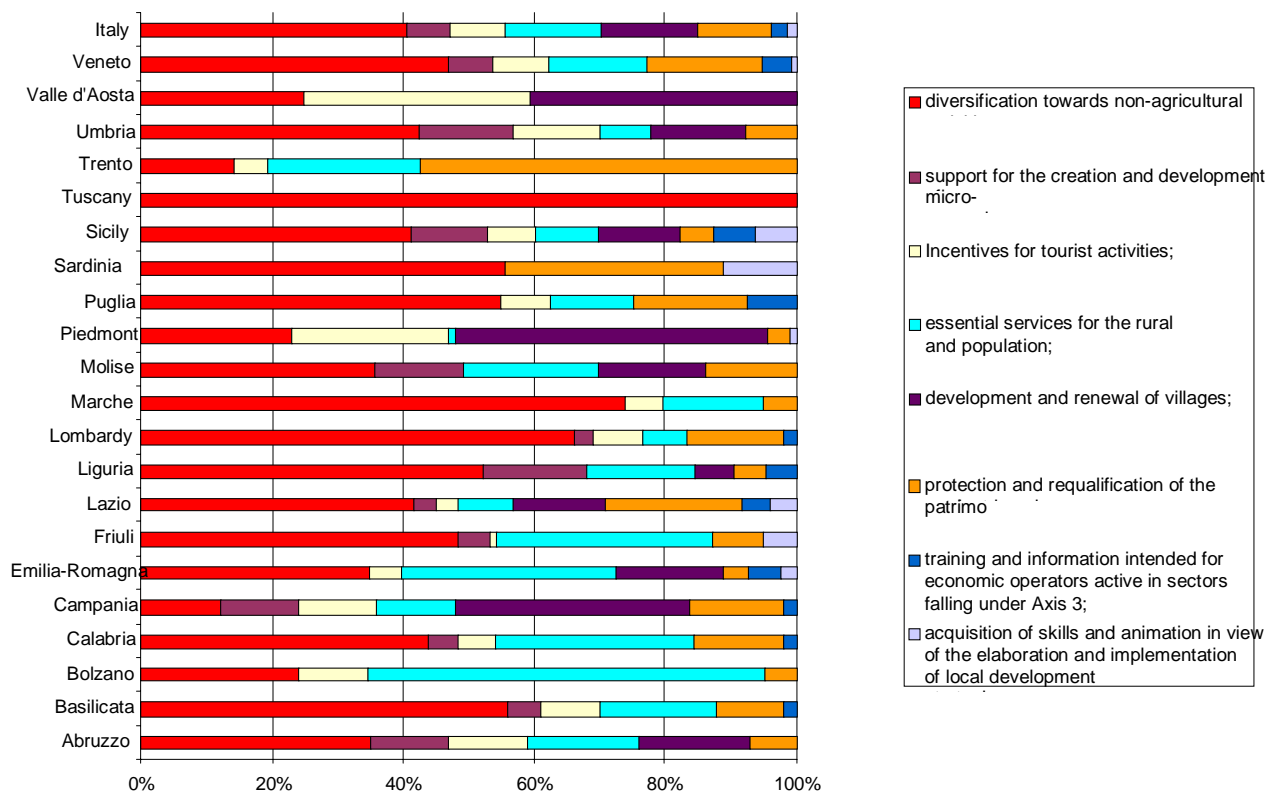 Italy
Veneto
Valle d'Aosta
Umbria
Trento
Tuscany
Sicily
Sardinia
Puglia
Piedmont
Molise
Marche
Lombardy
Liguria
Lazio
Friuli
Emilia-Romagna
Campania
Calabria
Bolzano
Basilicata
Abruzzo
0% 20% 40% 60% 80% 100%
diversification towards non-agricultural
support for the creation and development
micro-
Incentives for tourist activities;
essential services for the rural
and population;
development and renewal of villages;
protection and requalification of the
patrimo
training and information intended for
economic operators active in sectors
falling under Axis 3;
acquisition of skills and animation in view
of the elaboration and implementation
of local development